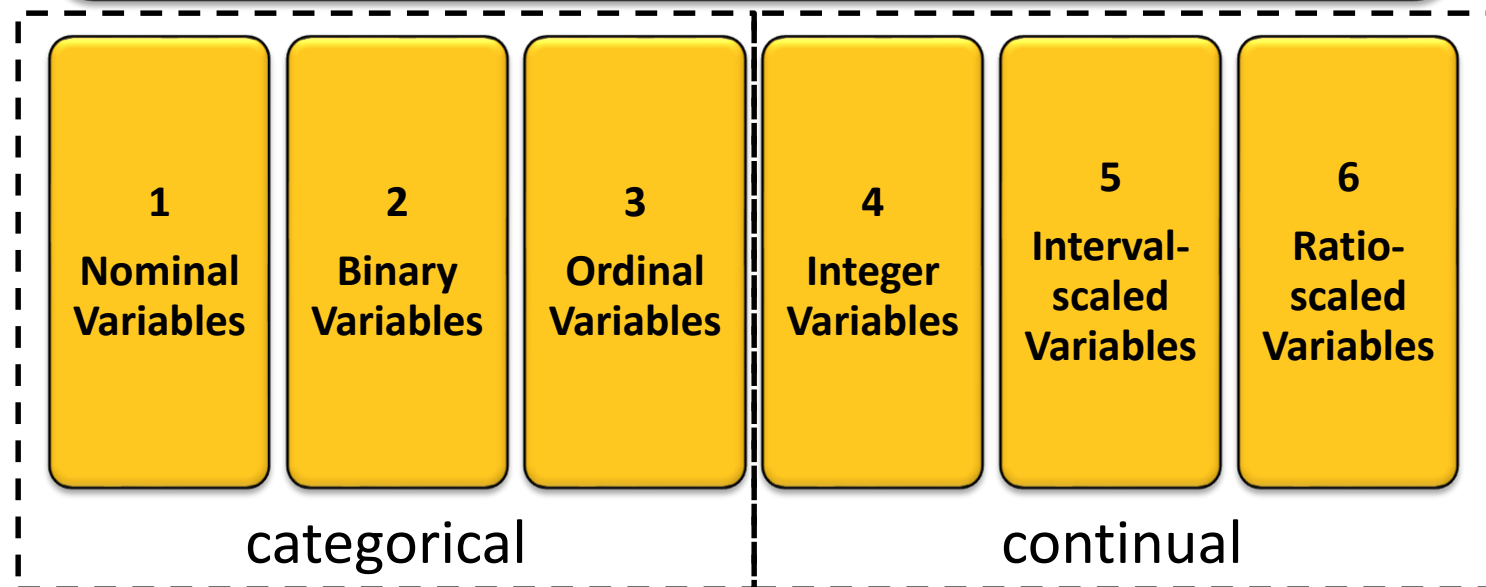 1
Nominal
Variables
2
Binary
Variables
3
Ordinal
Variables
4
Integer
Variables
5
Interval-
scaled
Variables
6
Ratio-
scaled
Variables
categorical
continual